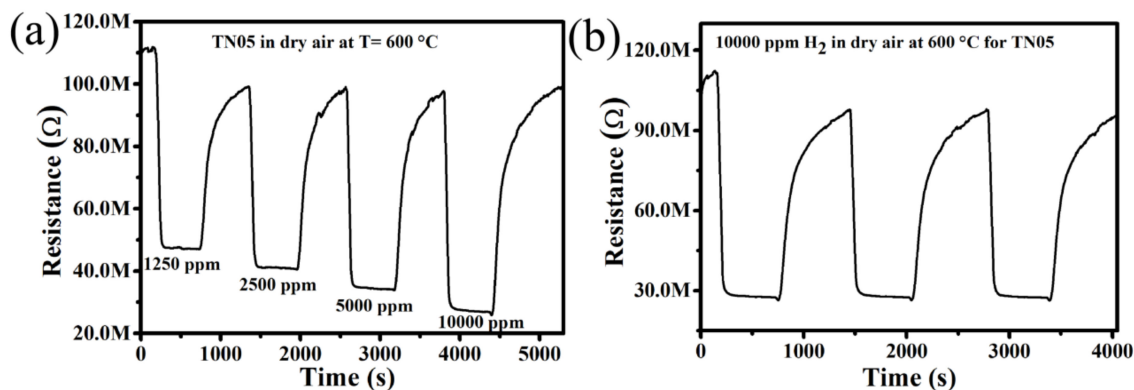 (a)
TN05 in dry air at T= 600 °C
120.0M
100.0M
80.0M
60.0M
40.0M
20.0M
Resistance (Ω)
1250 ppm
2500 ppm
5000 ppm
10000 ppm
0 1000 2000 3000 4000 5000
Time (s)
(b)
10000 ppm H2 in dry air at 600 °C for TN05
120.0M
90.0M
60.0M
30.0M
Resistance (Ω)
0 1000 2000 3000 4000
Time (s)